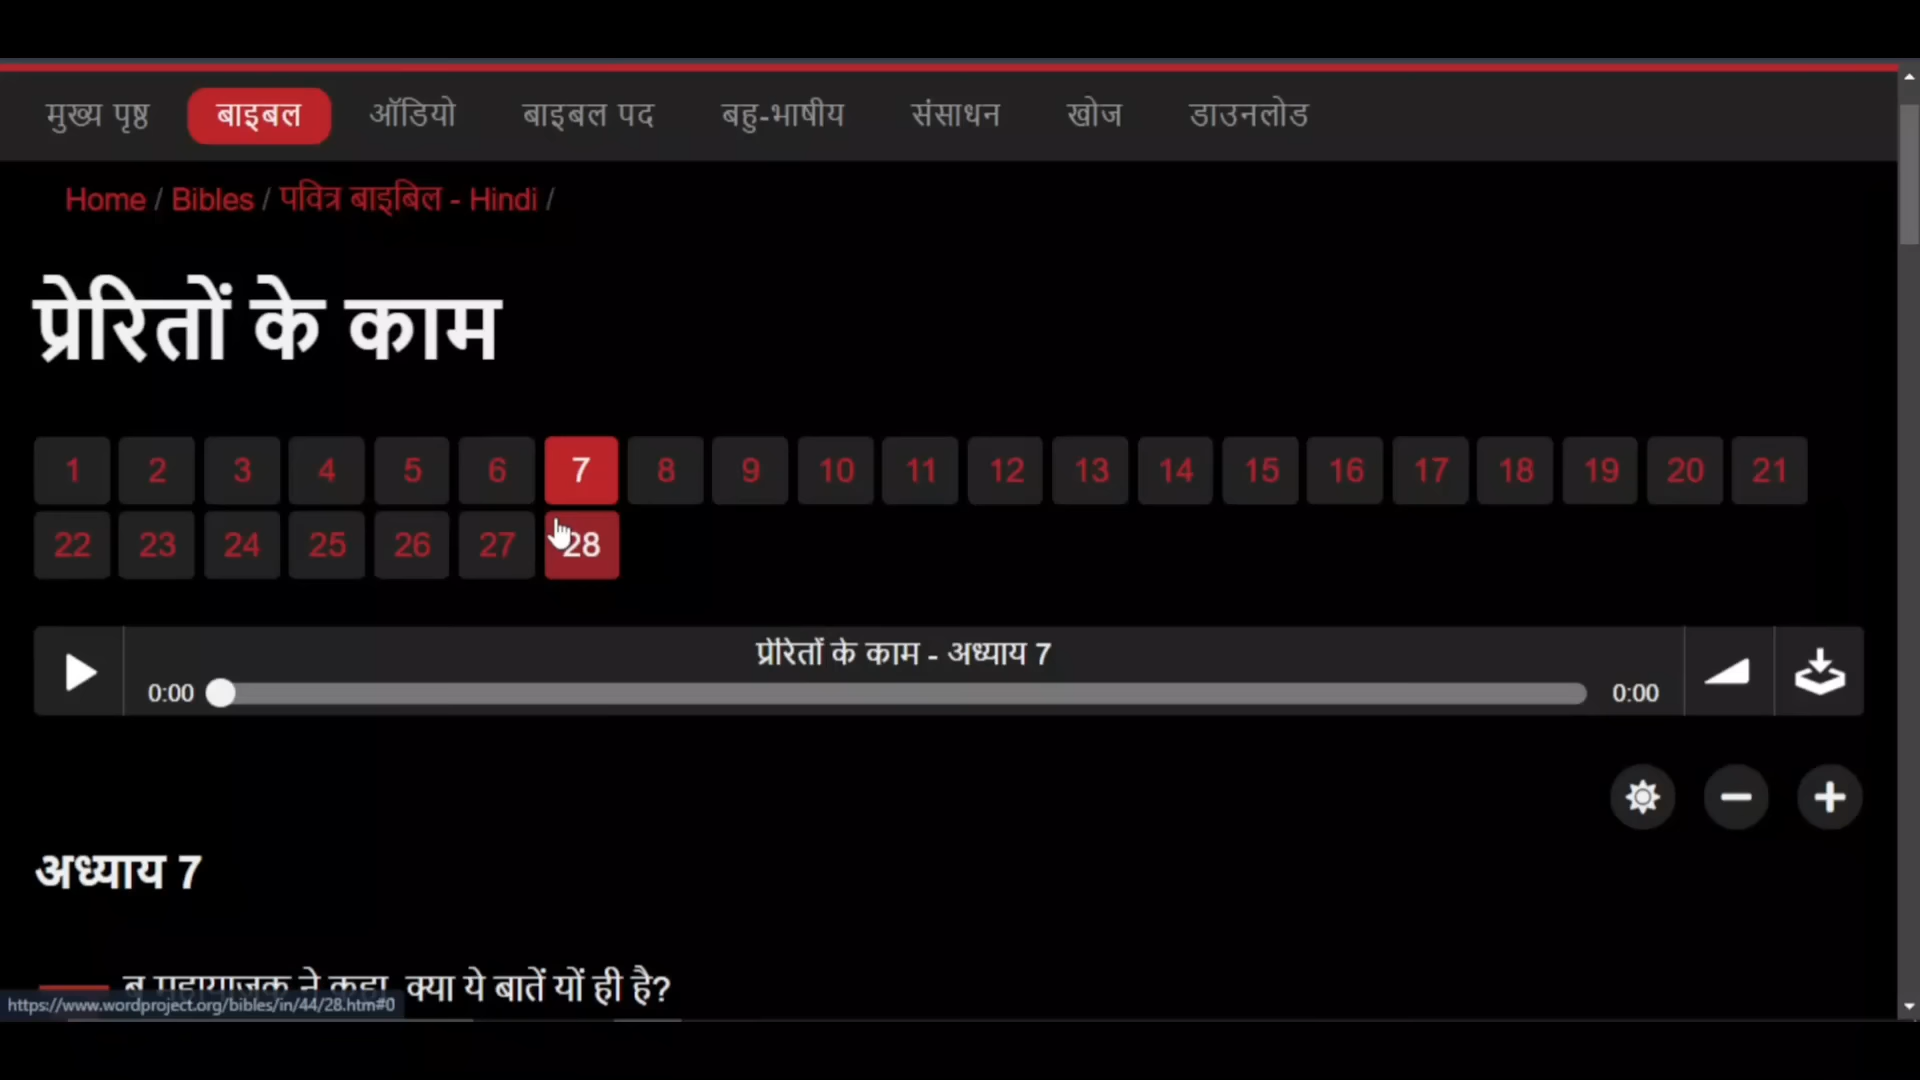 मुख्य पृष्ठ बाइबल ऑडियो बाइबल पद बहु-भाषीय संसाधन खोज डाउनलोड
Home / Bibles / पवित्र बाइबिल - Hindi /
प्रेरितों के काम
1 2 3 4 5 6 7 8 9 10 11 12 13 14 15 16 17 18 19 20 21
22 23 24 25 26 27 28
प्रेरितों के काम - अध्याय 7
0:00 0:00
अध्याय 7
ब महायाजक ने कहा, क्या ये बातें यों ही है?
https://www.wordproject.org/bibles/in/44/28.htm#0